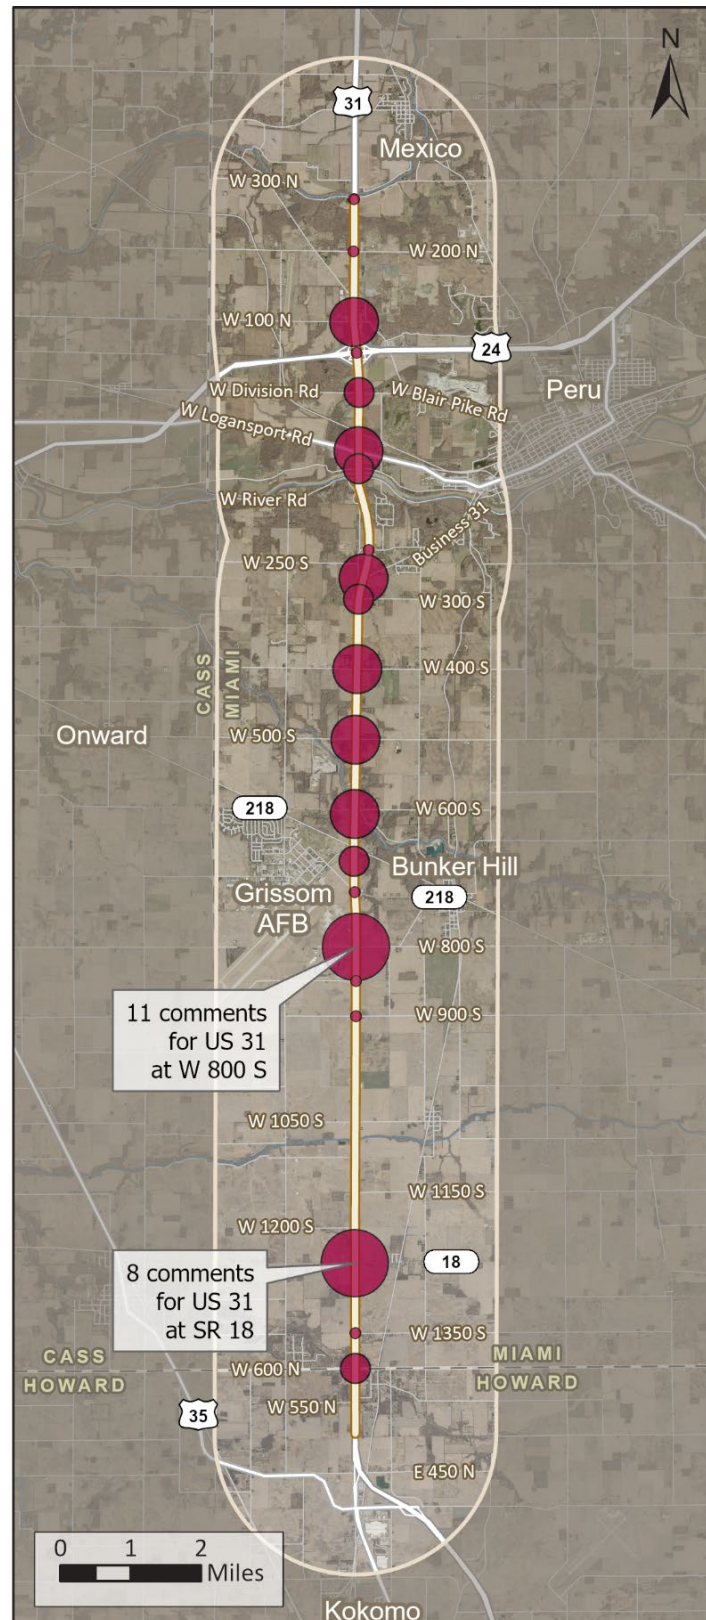 N
31
Mexico
W 300 N
W 200 N
W 100 N
24
Peru
W Division Rd
W Blair Pike Rd
W Logansport Rd
W River Rd
Business 31
W 250 S
W 300 S
CASS
MIAMI
W 400 S
Onward
W 500 S
218
W 600 S
Bunker Hill
Grissom
AFB
218
W 800 S
11 comments
for US 31
at W 800 S
W 900 S
W 1050 S
W 1150 S
W 1200 S
8 comments
for US 31
at SR 18
18
W 1350 S
CASS
HOWARD
W 600 N
MIAMI
HOWARD
W 550 N
35
E 450 N
0 1 2
Miles
Kokomo